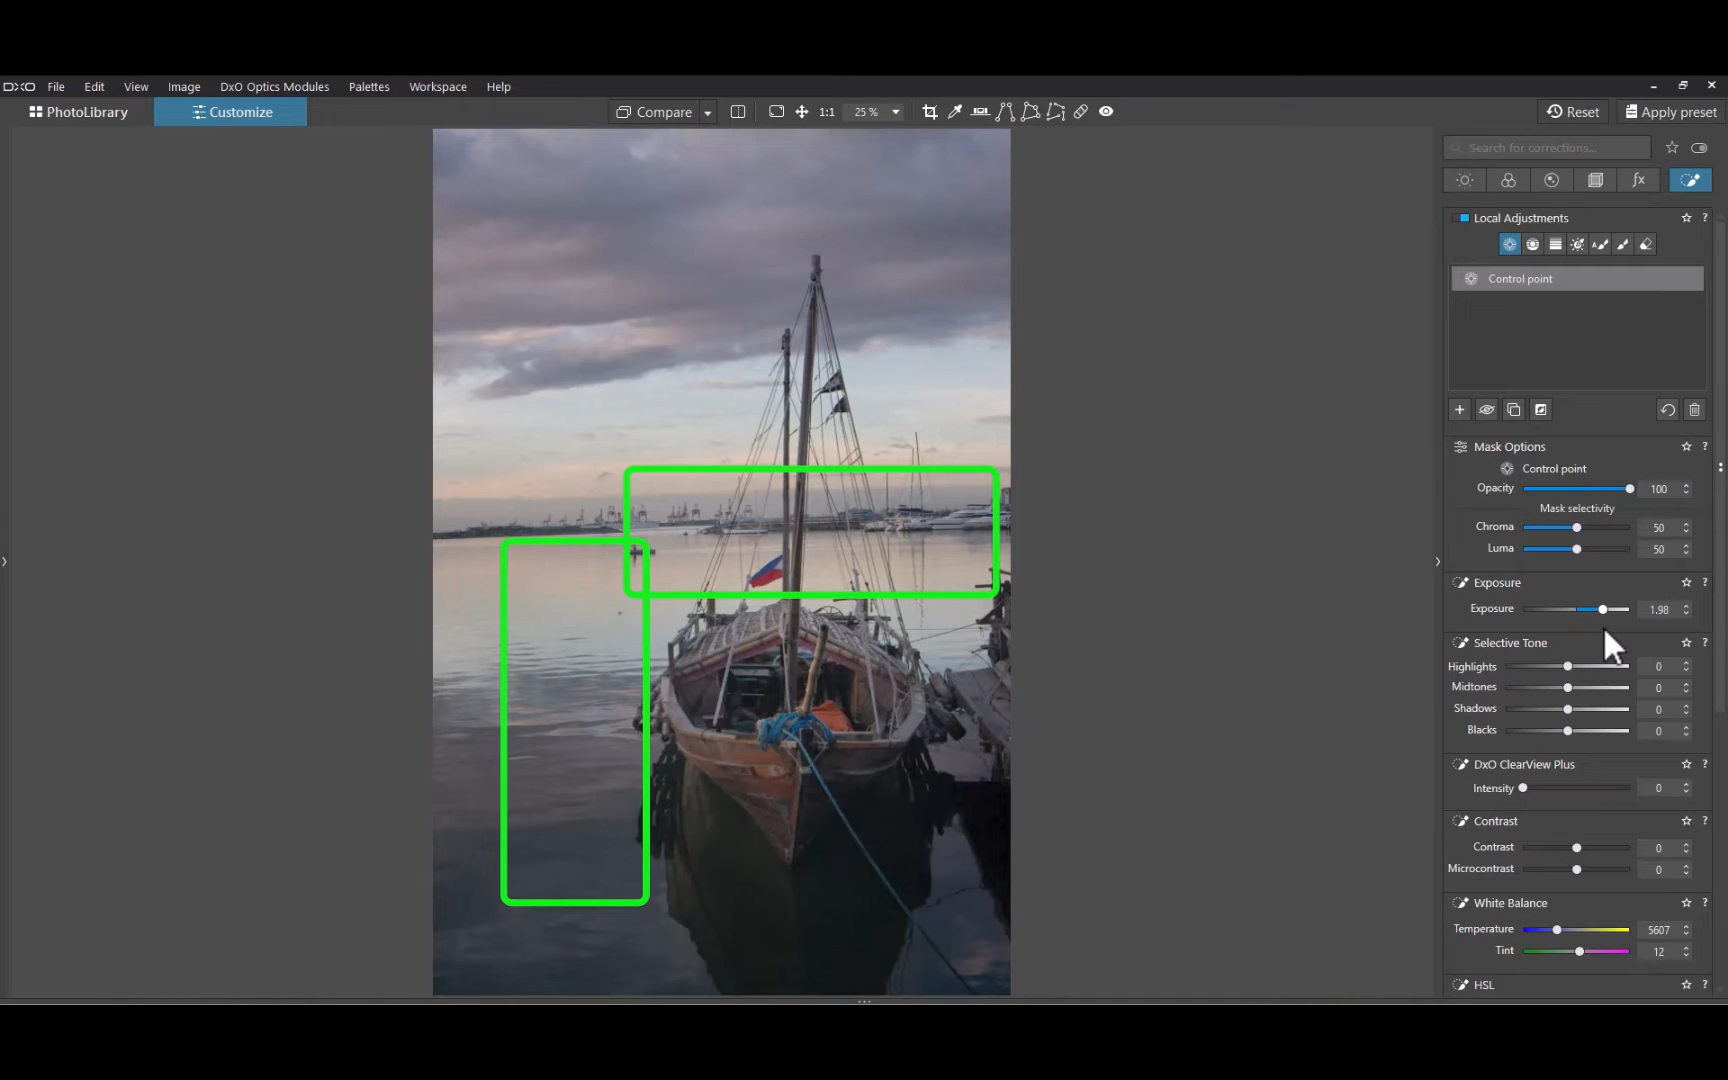 DXO File Edit View Image DxO Optics Modules Palettes Workspace Help
PhotoLibrary Customize Compare 1:1 25 % Reset Apply preset
Search for corrections...
fx
Local Adjustments ?
Control point
Mask Options ?
Control point
Opacity 100
Mask selectivity
Chroma 50
Luma 50
Exposure ?
Exposure 1.98
Selective Tone ?
Highlights 0
Midtones 0
Shadows 0
Blacks 0
DxO ClearView Plus ?
Intensity 0
Contrast ?
Contrast 0
Microcontrast 0
White Balance ?
Temperature 5607
Tint 12
HSL ?